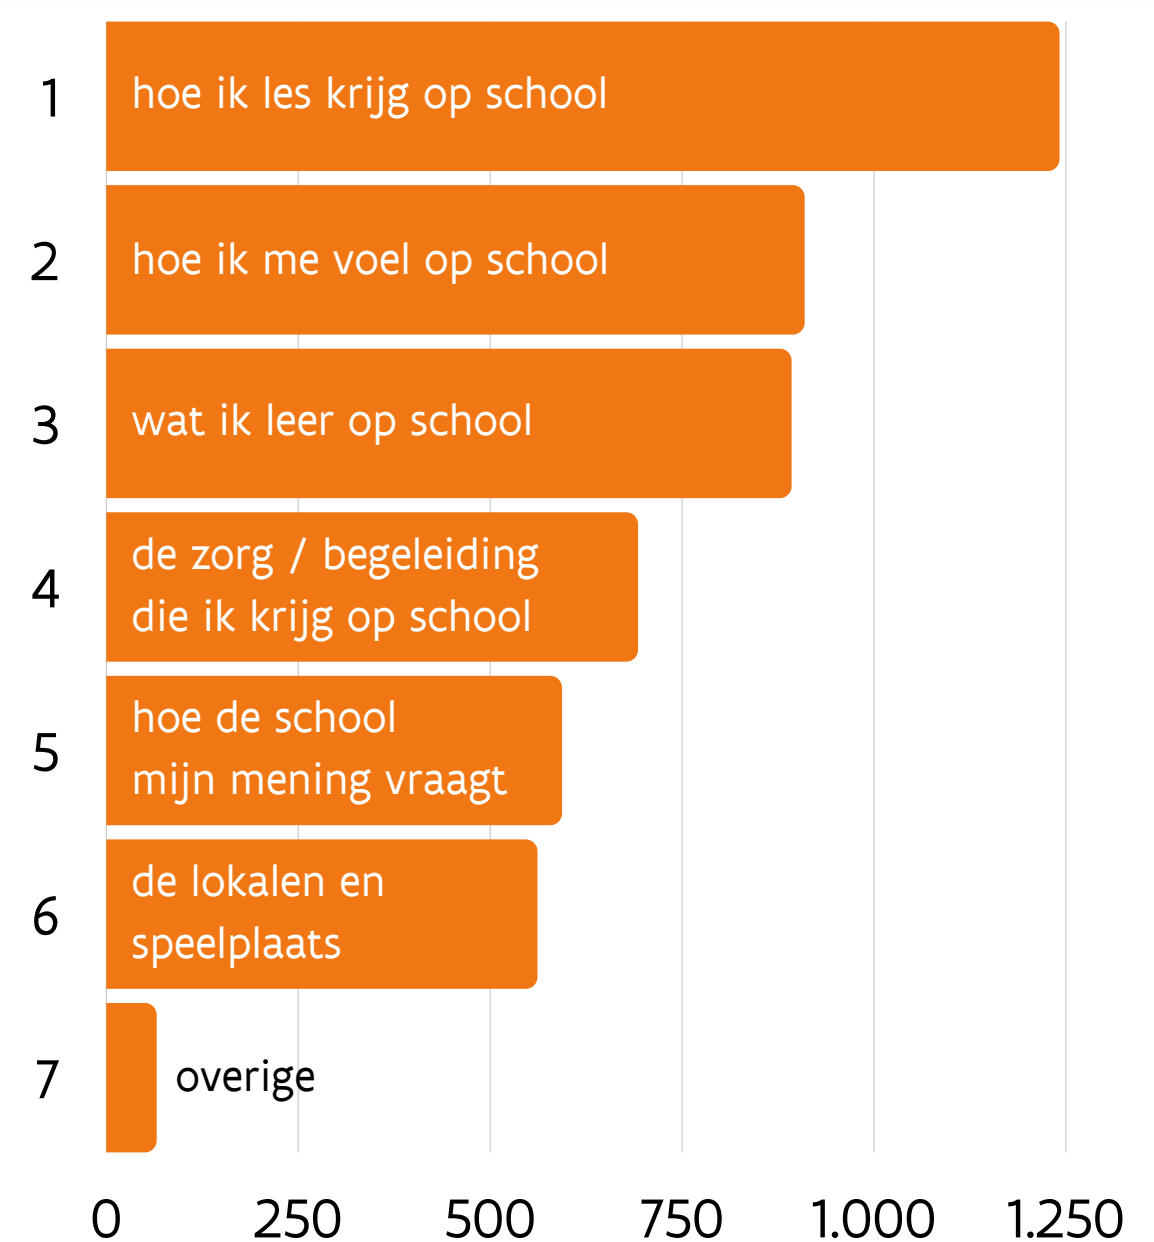 1
hoe ik les krijg op school
2
hoe ik me voel op school
3
wat ik leer op school
4
de zorg / begeleiding
die ik krijg op school
5
hoe de school
mijn mening vraagt
6
de lokalen en
speelplaats
7
overige
0 250 500 750 1.000 1.250